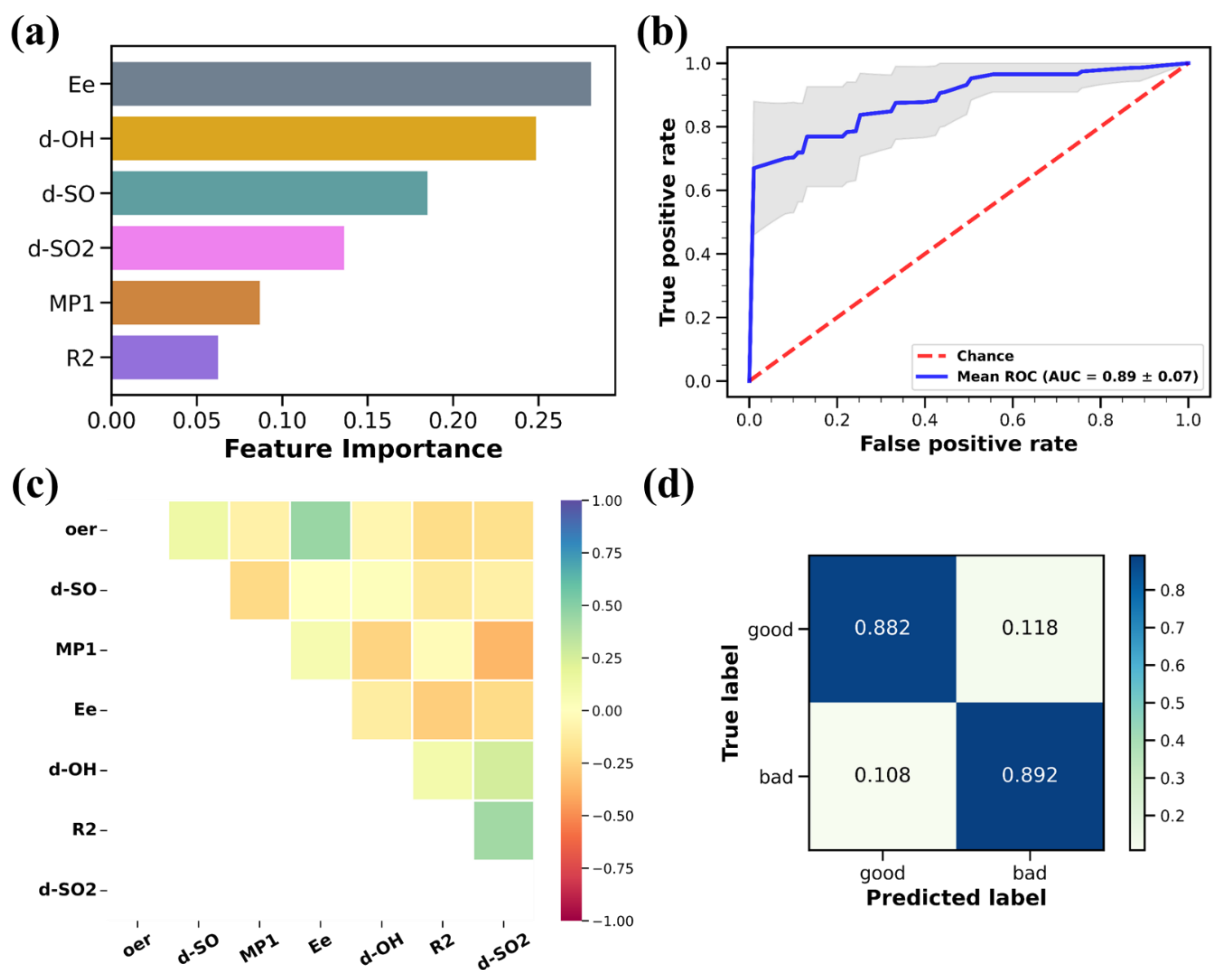 (a)
Ee
d-OH
d-SO
d-SO2
MP1
R2
0.00 0.05 0.10 0.15 0.20 0.25
Feature Importance
(b)
True positive rate
1.0
0.8
0.6
0.4
0.2
0.0
Chance
Mean ROC (AUC = 0.89 ± 0.07)
0.0 0.2 0.4 0.6 0.8 1.0
False positive rate
(c)
oer
d-SO
MP1
Ee
d-OH
R2
d-SO2
oer d-SO MP1 Ee d-OH R2 d-SO2
1.00
0.75
0.50
0.25
0.00
−0.25
−0.50
−0.75
−1.00
(d)
True label
good 0.882 0.118
bad 0.108 0.892
good bad
Predicted label
0.8
0.7
0.6
0.5
0.4
0.3
0.2